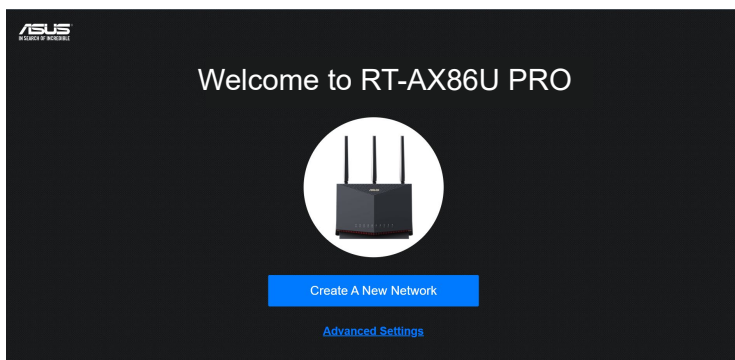 ASUS
IN SEARCH OF INCREDIBLE
Welcome to RT-AX86U PRO
Create A New Network
Advanced Settings